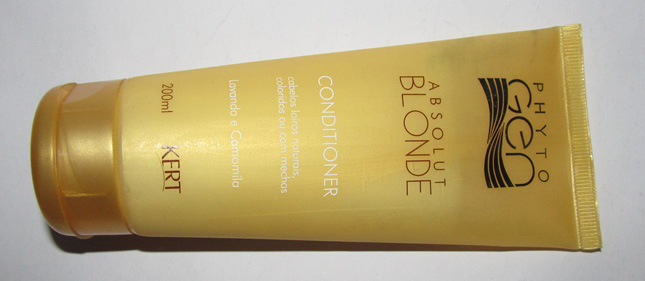 PHYTO
Gen
ABSOLUT
BLONDE
CONDITIONER
cabelos loiros naturais,
coloridos ou com mechas
lavanda e Camomila
200ml
KERT